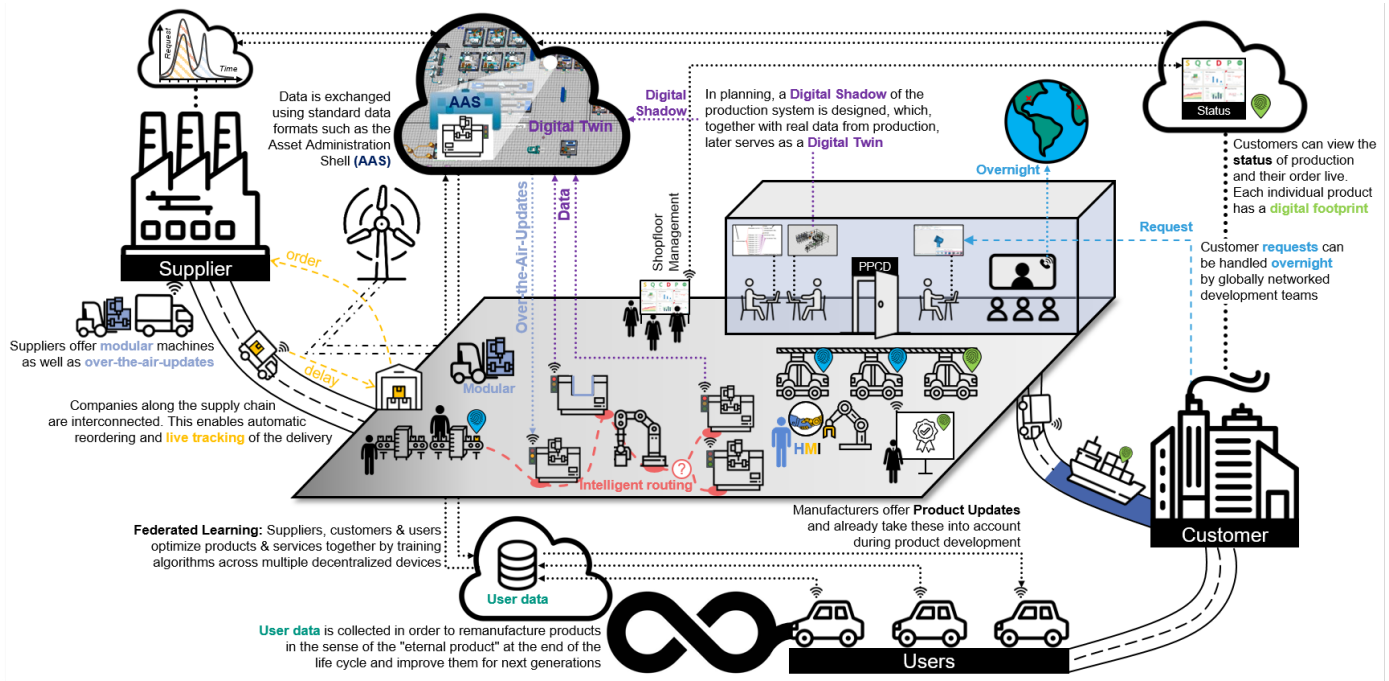 Request
Time
AAS
Digital Twin
Data is exchanged
using standard data
formats such as the
Asset Administration
Shell (AAS)
Digital
Shadow
In planning, a Digital Shadow of the
production system is designed, which,
together with real data from production,
later serves as a Digital Twin
S Q C D P
Status
Customers can view the
status of production
and their order live.
Each individual product
has a digital footprint
Overnight
Request
Customer requests can
be handled overnight
by globally networked
development teams
Supplier
order
delay
Suppliers offer modular machines
as well as over-the-air-updates
Companies along the supply chain
are interconnected. This enables automatic
reordering and live tracking of the delivery
Over-the-Air-Updates
Data
Shopfloor
Management
S Q C D P
PPCD
Modular
HMI
?
Intelligent routing
Customer
Manufacturers offer Product Updates
and already take these into account
during product development
Federated Learning: Suppliers, customers & users
optimize products & services together by training
algorithms across multiple decentralized devices
User data
User data is collected in order to remanufacture products
in the sense of the "eternal product" at the end of the
life cycle and improve them for next generations
Users